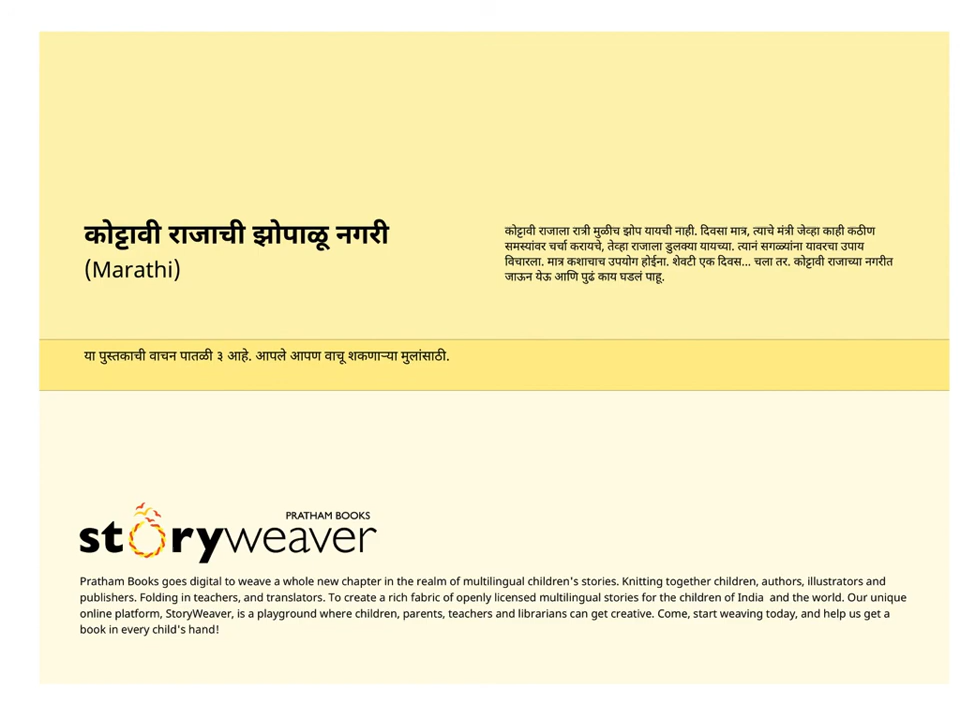 कोट्टावी राजाची झोपाळू नगरी
(Marathi)
कोट्टावी राजाला रात्री मुळीच झोप यायची नाही. दिवसा मात्र, त्याचे मंत्री जेव्हा काही कठीण
समस्यांवर चर्चा करायचे, तेव्हा राजाला डुलक्या यायच्या. त्यानं सगळ्यांना यावरचा उपाय
विचारला. मात्र कशाचाच उपयोग होईना. शेवटी एक दिवस... चला तर. कोट्टावी राजाच्या नगरीत
जाऊन येऊ आणि पुढं काय घडलं पाहू.
या पुस्तकाची वाचन पातळी ३ आहे. आपले आपण वाचू शकणाऱ्या मुलांसाठी.
PRATHAM BOOKS
storyweaver
Pratham Books goes digital to weave a whole new chapter in the realm of multilingual children's stories. Knitting together children, authors, illustrators and
publishers. Folding in teachers, and translators. To create a rich fabric of openly licensed multilingual stories for the children of India and the world. Our unique
online platform, StoryWeaver, is a playground where children, parents, teachers and librarians can get creative. Come, start weaving today, and help us get a
book in every child's hand!